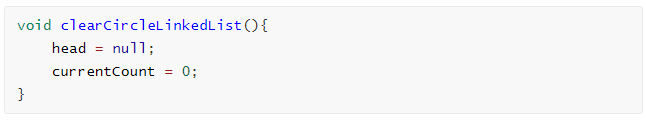 void clearCircleLinkedList(){
    head = null;
    currentCount = 0;
}